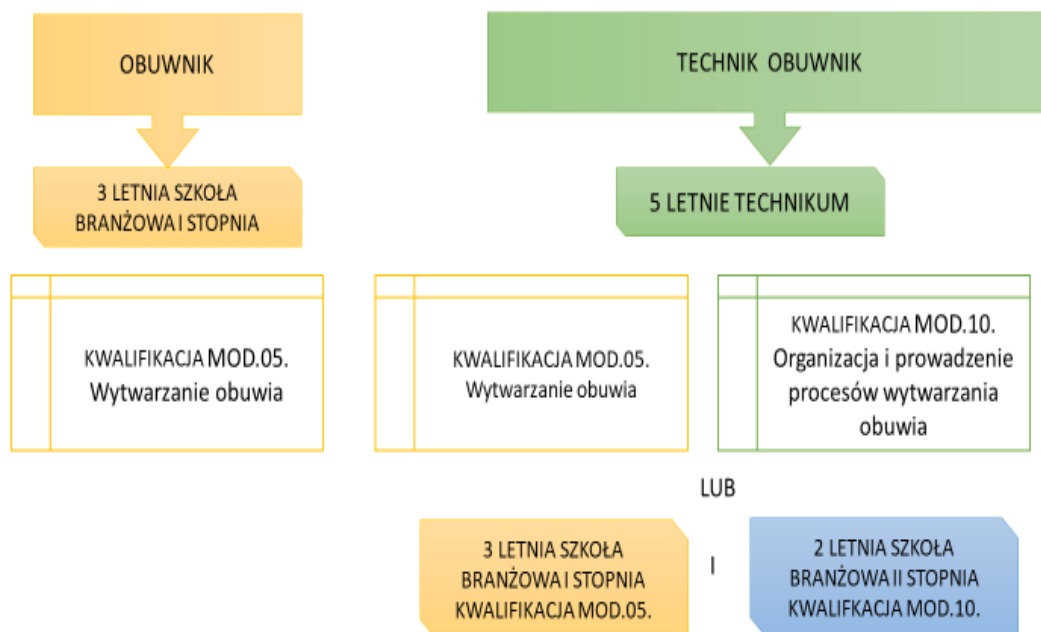 OBUWNIK
TECHNIK OBUWNIK
3 LETNIA SZKOŁA
BRANŻOWA I STOPNIA
5 LETNIE TECHNIKUM
KWALIFIKACJA MOD.05.
Wytwarzanie obuwia
KWALIFIKACJA MOD.05.
Wytwarzanie obuwia
KWALIFIKACJA MOD.10.
Organizacja i prowadzenie
procesów wytwarzania
obuwia
LUB
3 LETNIA SZKOŁA
BRANŻOWA I STOPNIA
KWALIFIKACJA MOD.05.
I
2 LETNIA SZKOŁA
BRANŻOWA II STOPNIA
KWALIFKACJA MOD.10.